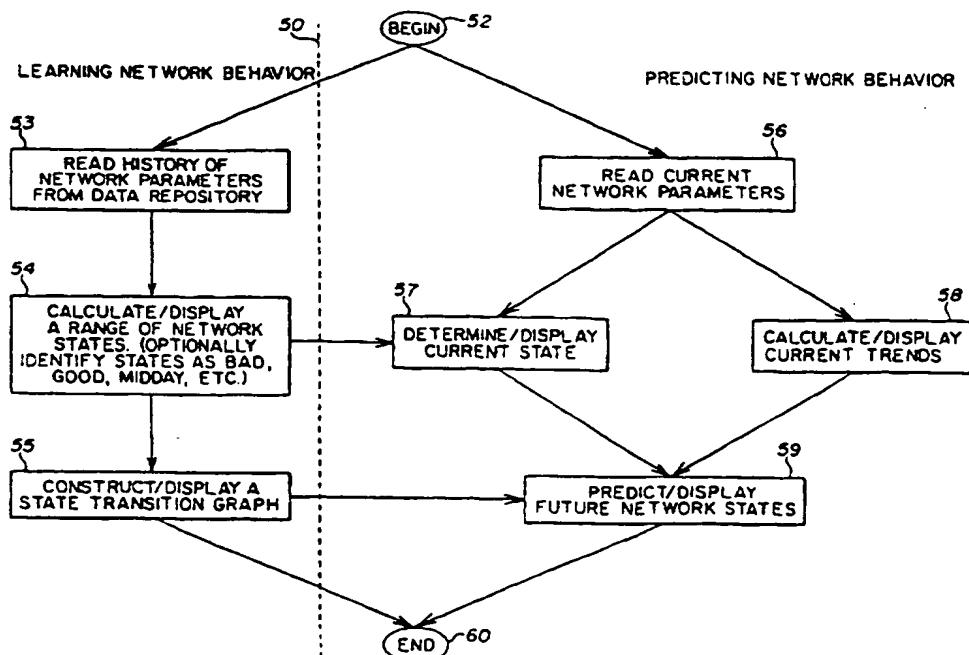 50
BEGIN
52
LEARNING NETWORK BEHAVIOR
PREDICTING NETWORK BEHAVIOR
53
READ HISTORY OF
NETWORK PARAMETERS
FROM DATA REPOSITORY
56
READ CURRENT
NETWORK PARAMETERS
54
CALCULATE/DISPLAY
A RANGE OF NETWORK
STATES. (OPTIONALLY
IDENTIFY STATES AS BAD,
GOOD, MIDDAY, ETC.)
57
DETERMINE/DISPLAY
CURRENT STATE
58
CALCULATE/DISPLAY
CURRENT TRENDS
55
CONSTRUCT/DISPLAY A
STATE TRANSITION GRAPH
59
PREDICT/DISPLAY
FUTURE NETWORK STATES
END
60